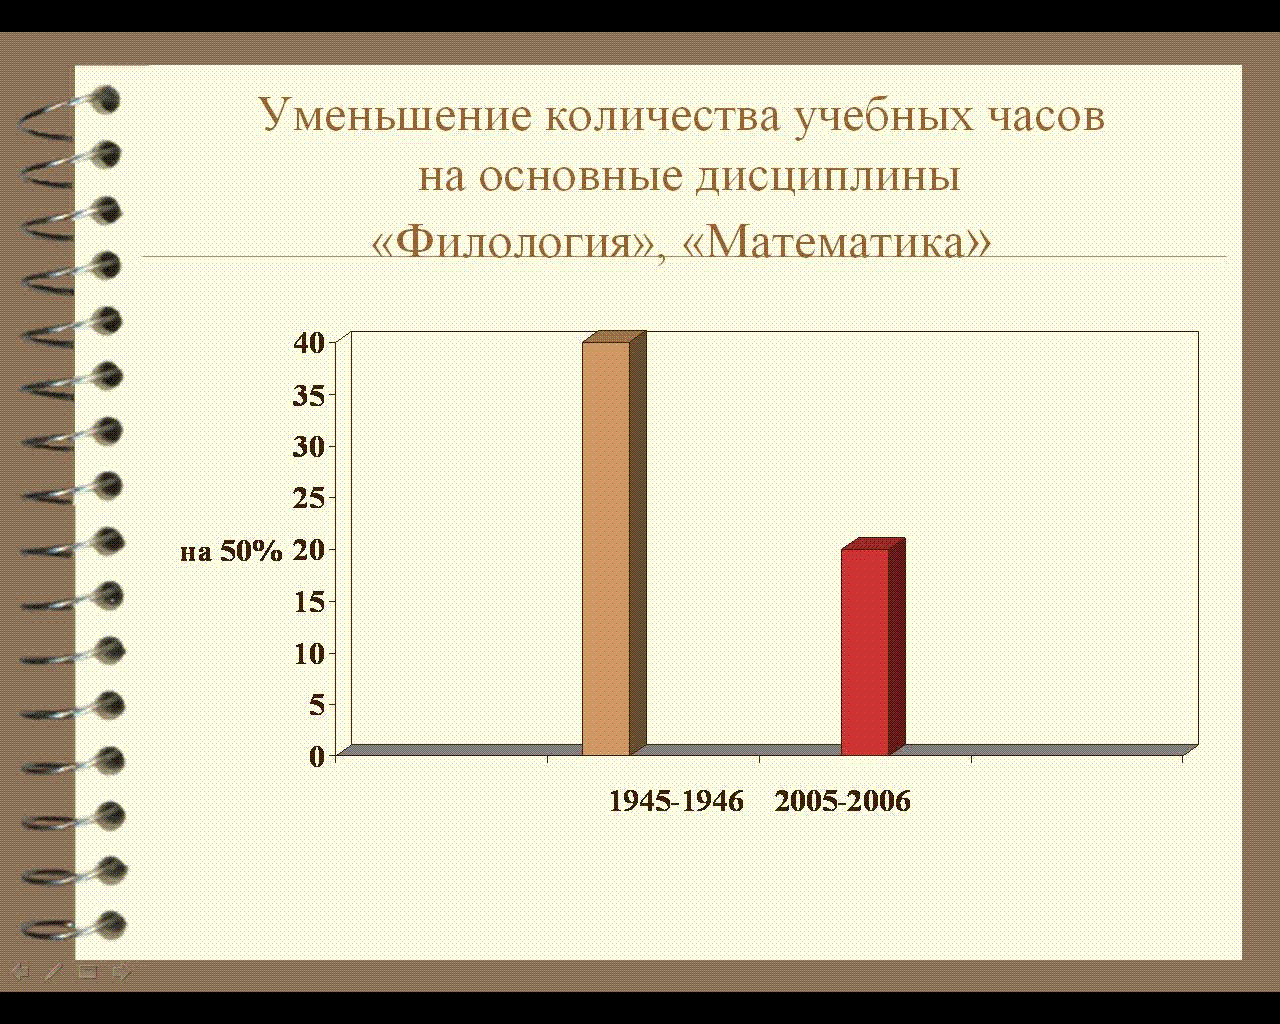 Уменьшение количества учебных часов
на основные дисциплины
«Филология», «Математика»
40
35
30
25
на 50% 20
15
10
5
0
1945-1946 2005-2006